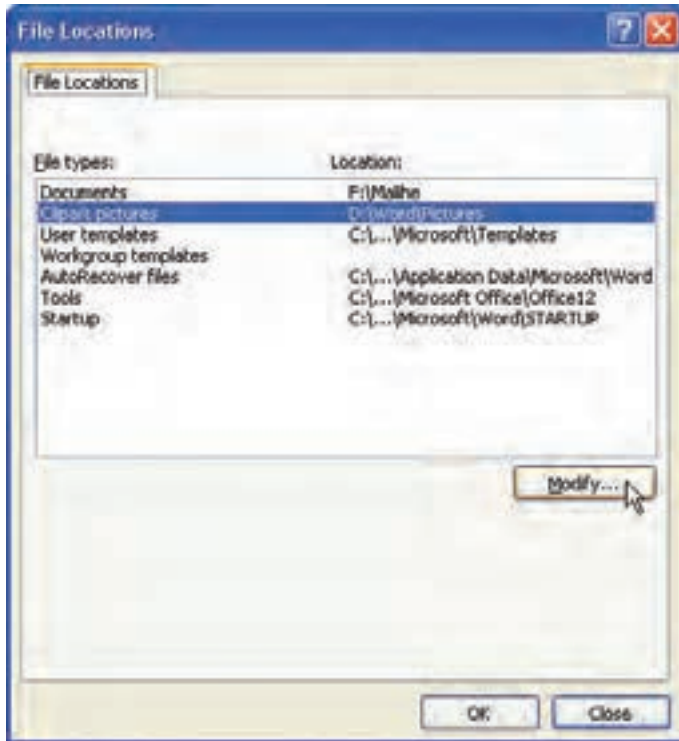 File Locations
File Locations
File types: Location:
Documents F:\Malihe
Clipart pictures D:\Word\Pictures
User templates C:\...\Microsoft\Templates
Workgroup templates
AutoRecover files C:\...\Application Data\Microsoft\Word
Tools C:\...\Microsoft Office\Office12
Startup C:\...\Microsoft\Word\STARTUP
Modify...
OK Close